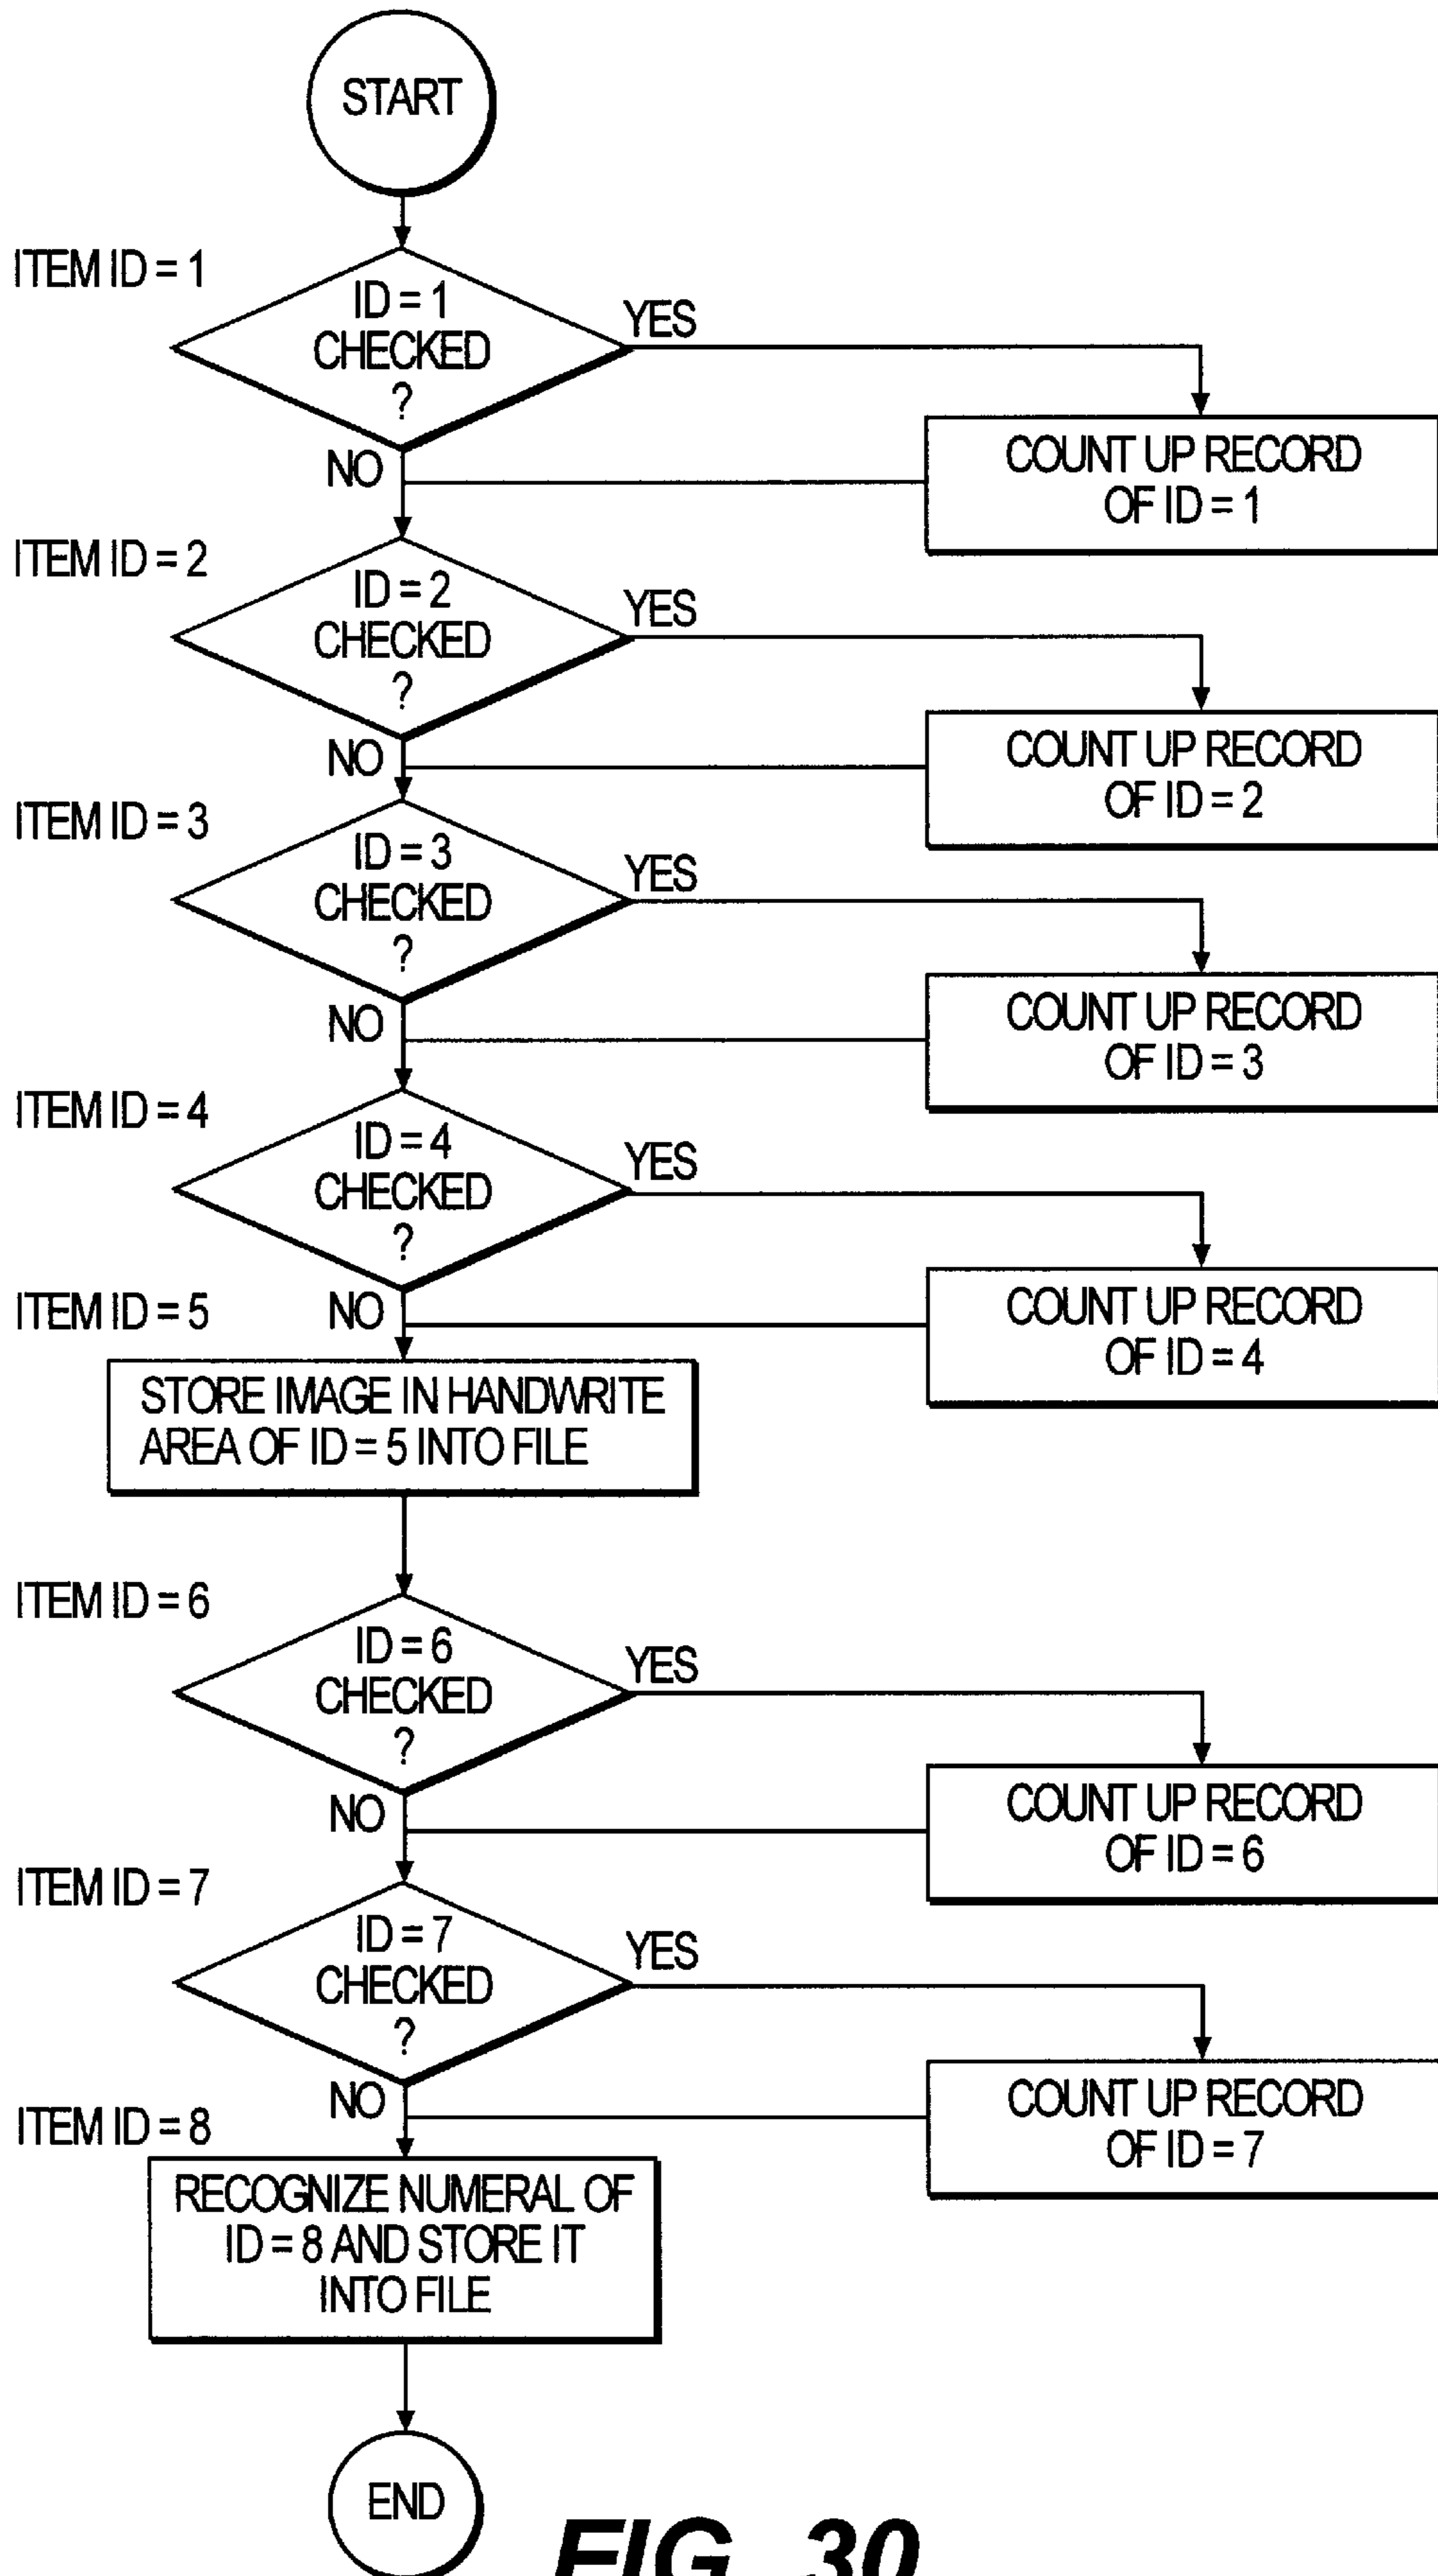 START
ITEM ID = 1
ID = 1
CHECKED
?
YES
NO
COUNT UP RECORD
OF ID = 1
ITEM ID = 2
ID = 2
CHECKED
?
YES
NO
COUNT UP RECORD
OF ID = 2
ITEM ID = 3
ID = 3
CHECKED
?
YES
NO
COUNT UP RECORD
OF ID = 3
ITEM ID = 4
ID = 4
CHECKED
?
YES
NO
COUNT UP RECORD
OF ID = 4
ITEM ID = 5
STORE IMAGE IN HANDWRITE
AREA OF ID = 5 INTO FILE
ITEM ID = 6
ID = 6
CHECKED
?
YES
NO
COUNT UP RECORD
OF ID = 6
ITEM ID = 7
ID = 7
CHECKED
?
YES
NO
COUNT UP RECORD
OF ID = 7
ITEM ID = 8
RECOGNIZE NUMERAL OF
ID = 8 AND STORE IT
INTO FILE
END
FIG. 30